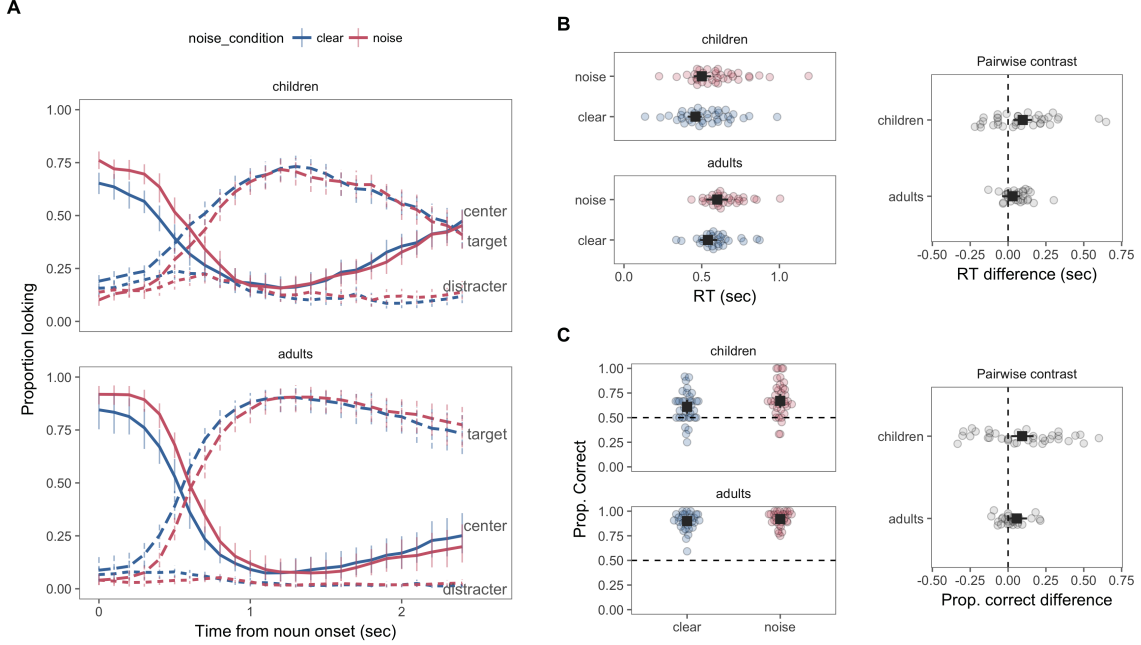 A
noise_condition clear noise
children
1.00
0.75
0.50
0.25
0.00
center
target
distracter
adults
1.00
0.75
0.50
0.25
0.00
target
center
distracter
0 1 2
Time from noun onset (sec)
Proportion looking
B
children
noise
clear
adults
noise
clear
0.0 0.5 1.0
RT (sec)
Pairwise contrast
children
adults
-0.50 -0.25 0.00 0.25 0.50 0.75
RT difference (sec)
C
children
1.00
0.75
0.50
0.25
0.00
adults
1.00
0.75
0.50
0.25
0.00
clear noise
Prop. Correct
Pairwise contrast
children
adults
-0.50 -0.25 0.00 0.25 0.50 0.75
Prop. correct difference